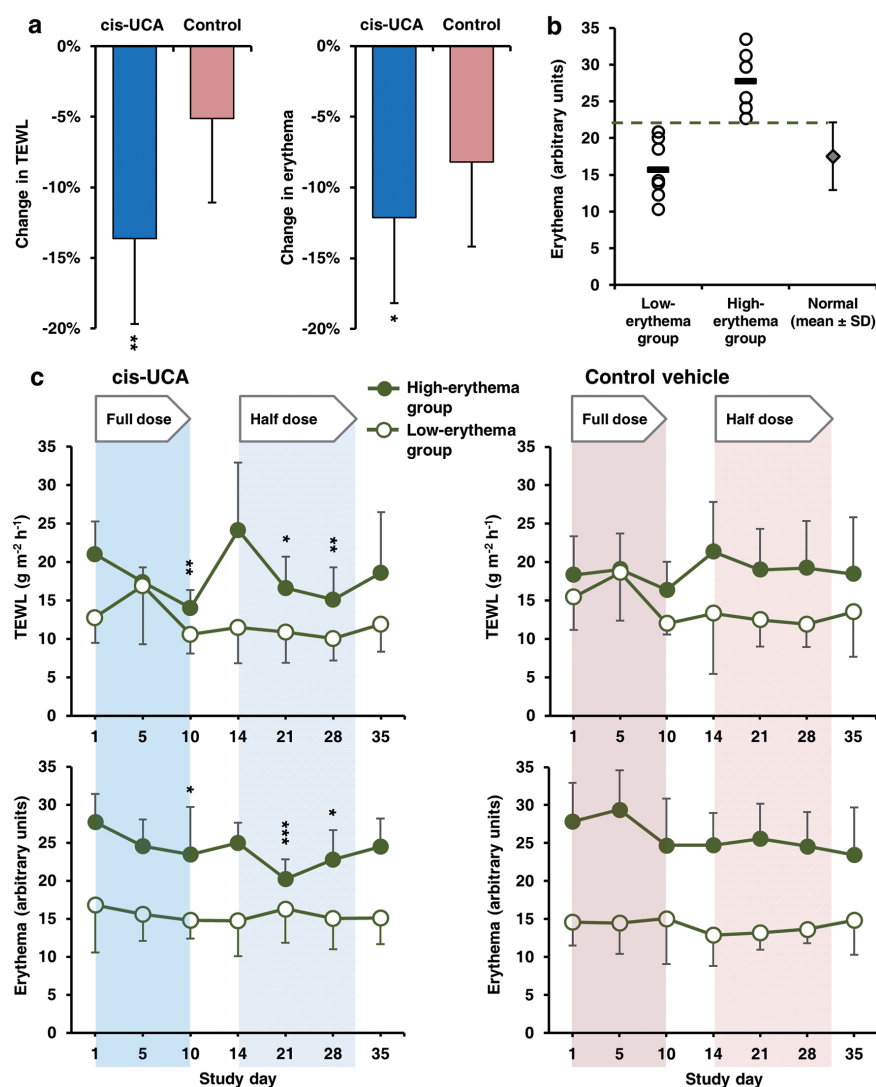 a
cis-UCA Control
0%
-5%
-10%
-15%
-20%
Change in TEWL
**
cis-UCA Control
0%
-5%
-10%
-15%
-20%
Change in erythema
*
b
35
30
25
20
15
10
5
0
Erythema (arbitrary units)
Low-
erythema
group
High-
erythema
group
Normal
(mean ± SD)
c
cis-UCA
Full dose
Half dose
High-erythema
group
Low-erythema
group
Control vehicle
Full dose
Half dose
35
30
25
20
15
10
5
0
TEWL (g m-2 h-1)
**
*
**
1 5 10 14 21 28 35
35
30
25
20
15
10
5
0
TEWL (g m-2 h-1)
1 5 10 14 21 28 35
35
30
25
20
15
10
5
0
Erythema (arbitrary units)
*
***
*
1 5 10 14 21 28 35
Study day
35
30
25
20
15
10
5
0
Erythema (arbitrary units)
1 5 10 14 21 28 35
Study day